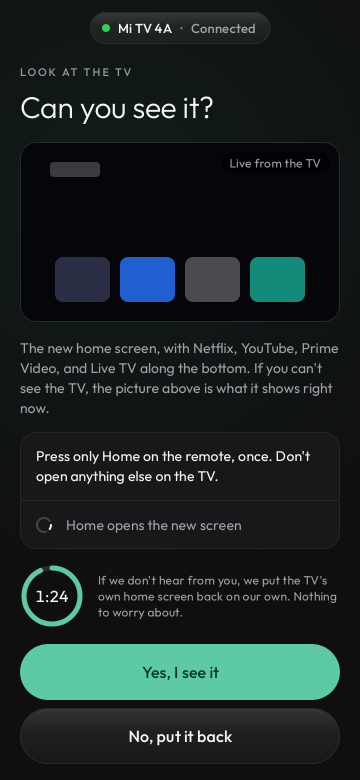 Mi TV 4A · Connected
LOOK AT THE TV
Can you see it?
Live from the TV
The new home screen, with Netflix, YouTube, Prime
Video, and Live TV along the bottom. If you can't
see the TV, the picture above is what it shows right
now.
Press only Home on the remote, once. Don't
open anything else on the TV.
Home opens the new screen
1:24
If we don't hear from you, we put the TV's
own home screen back on our own. Nothing
to worry about.
Yes, I see it
No, put it back